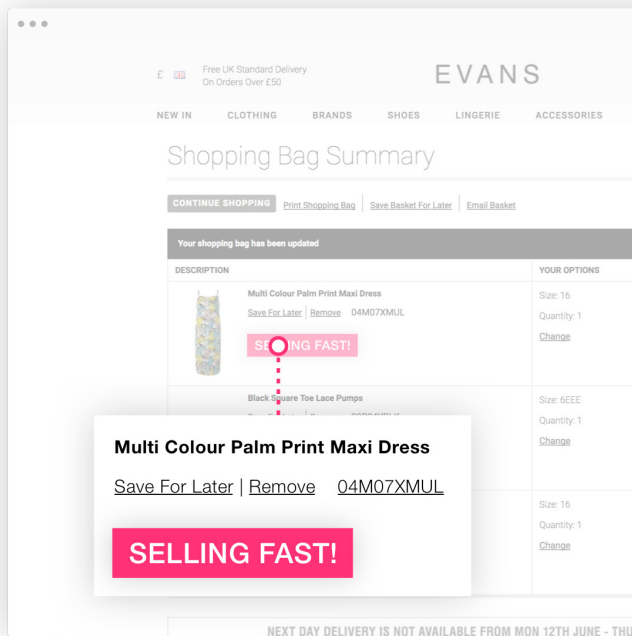 £ Free UK Standard Delivery
On Orders Over £50
EVANS
NEW IN CLOTHING BRANDS SHOES LINGERIE ACCESSORIES
Shopping Bag Summary
CONTINUE SHOPPING Print Shopping Bag | Save Basket For Later | Email Basket
Your shopping bag has been updated
DESCRIPTION YOUR OPTIONS
Multi Colour Palm Print Maxi Dress
Save For Later | Remove 04M07XMUL
SELLING FAST!
Size: 16
Quantity: 1
Change
Black Square Toe Lace Pumps
Size: 6EEE
Quantity: 1
Change
Multi Colour Palm Print Maxi Dress
Save For Later | Remove 04M07XMUL
SELLING FAST!
Size: 16
Quantity: 1
Change
NEXT DAY DELIVERY IS NOT AVAILABLE FROM MON 12TH JUNE - THU